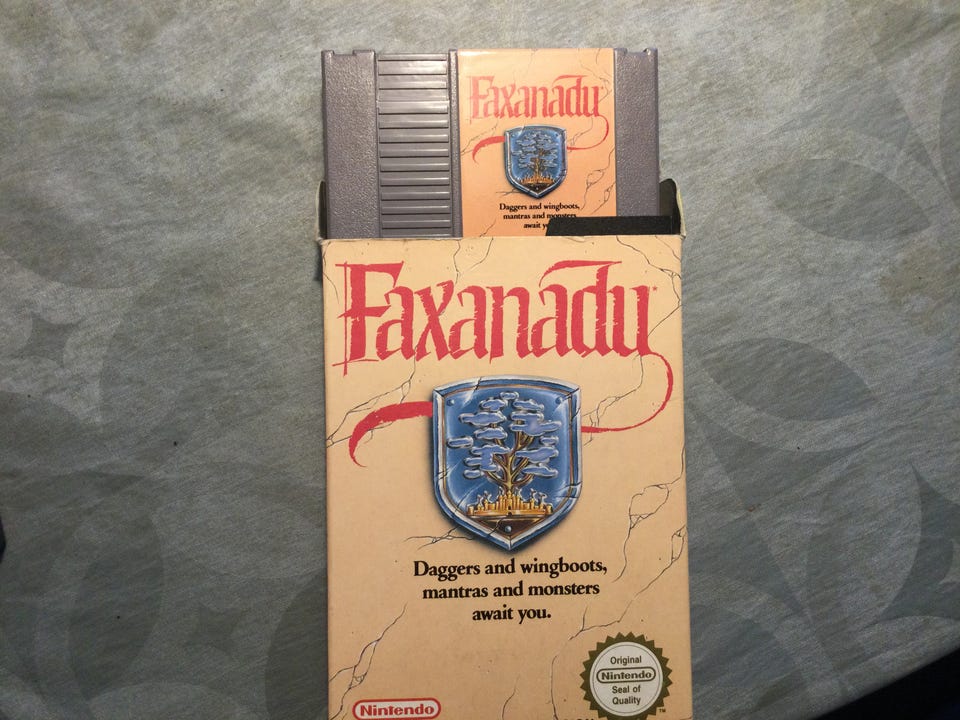 Faxanadu
Daggers and wingboots,
mantras and monsters
await
Faxanadu
Daggers and wingboots,
mantras and monsters
await you.
Original
Nintendo
Seal of
Quality
TM
Nintendo